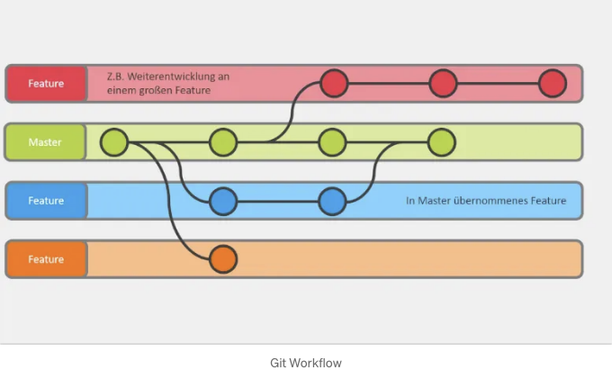 Feature
Z.B. Weiterentwicklung an
einem großen Feature
Master
Feature
In Master übernommenes Feature
Feature
Git Workflow